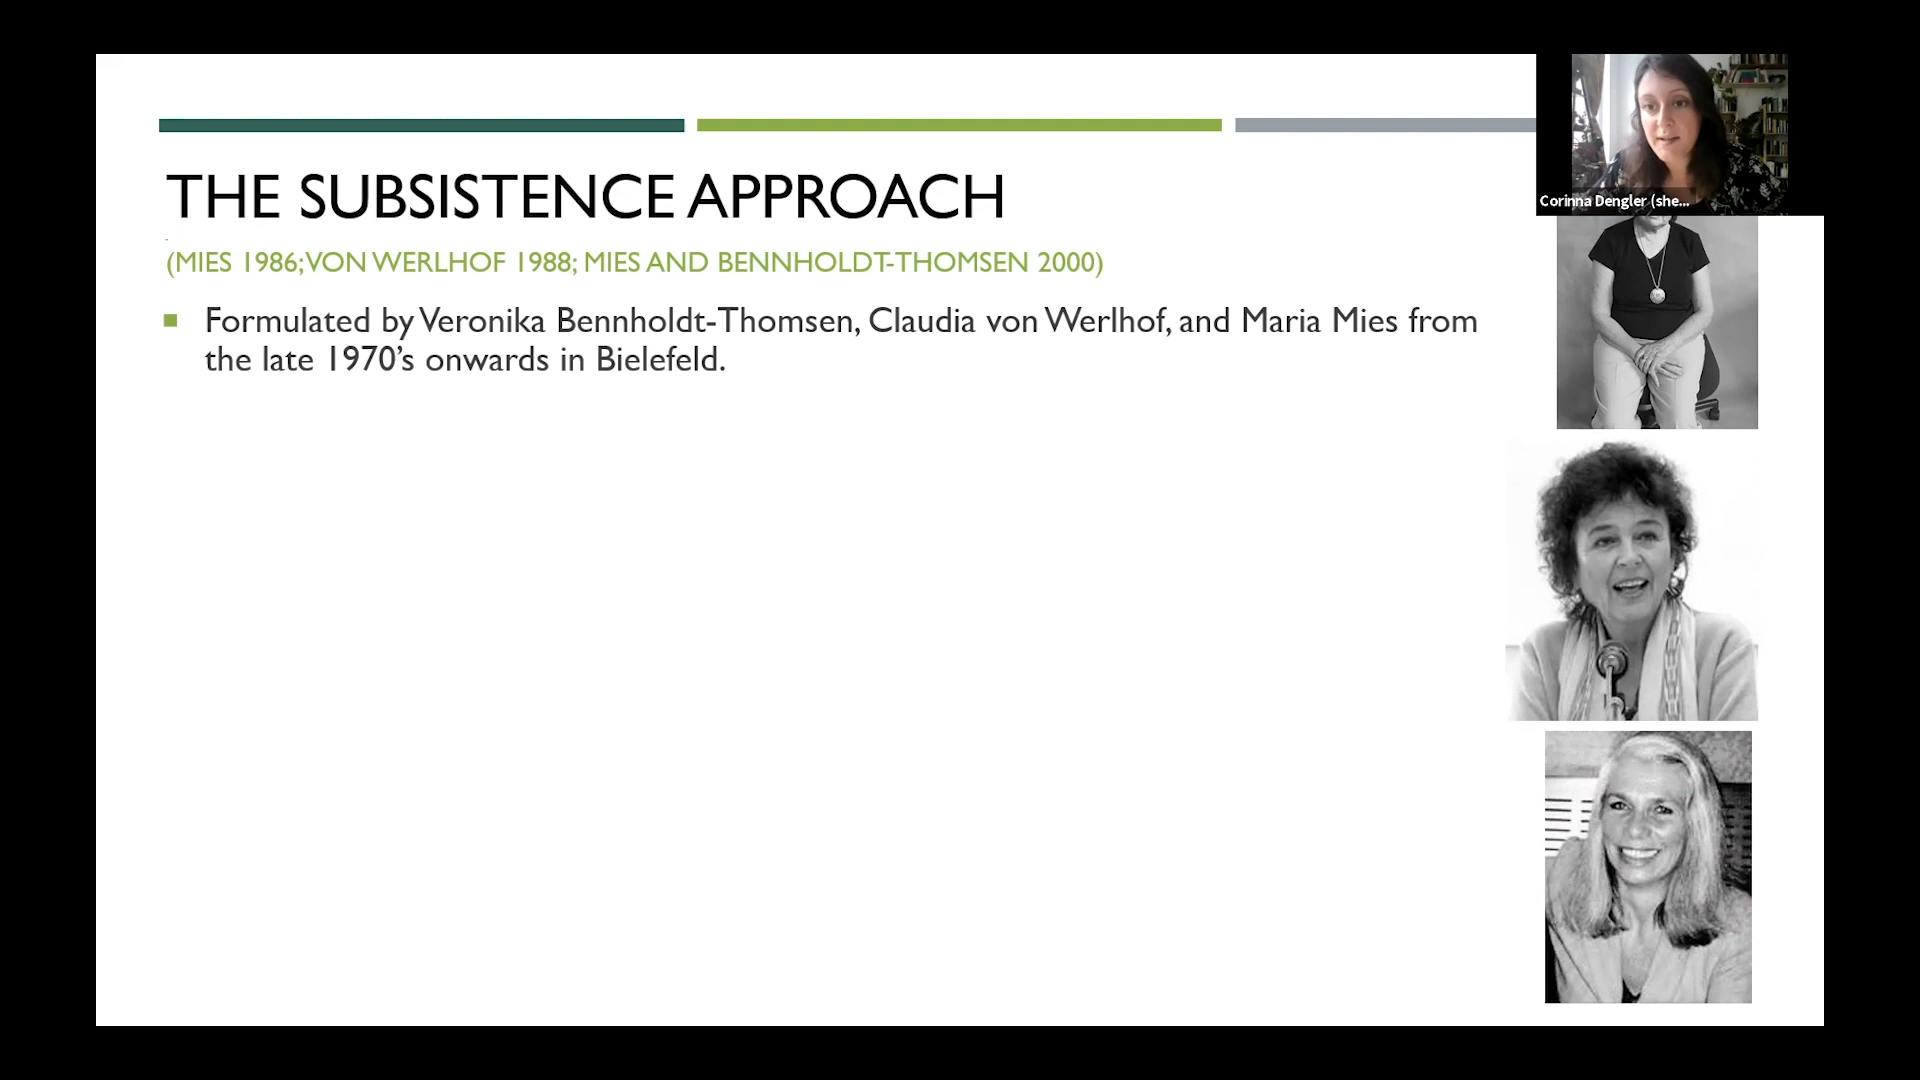 THE SUBSISTENCE APPROACH
(MIES 1986; VON WERLHOF 1988; MIES AND BENNHOLDT-THOMSEN 2000)
Formulated by Veronika Bennholdt-Thomsen, Claudia von Werlhof, and Maria Mies from
the late 1970's onwards in Bielefeld.
Corinna Dengler (she...